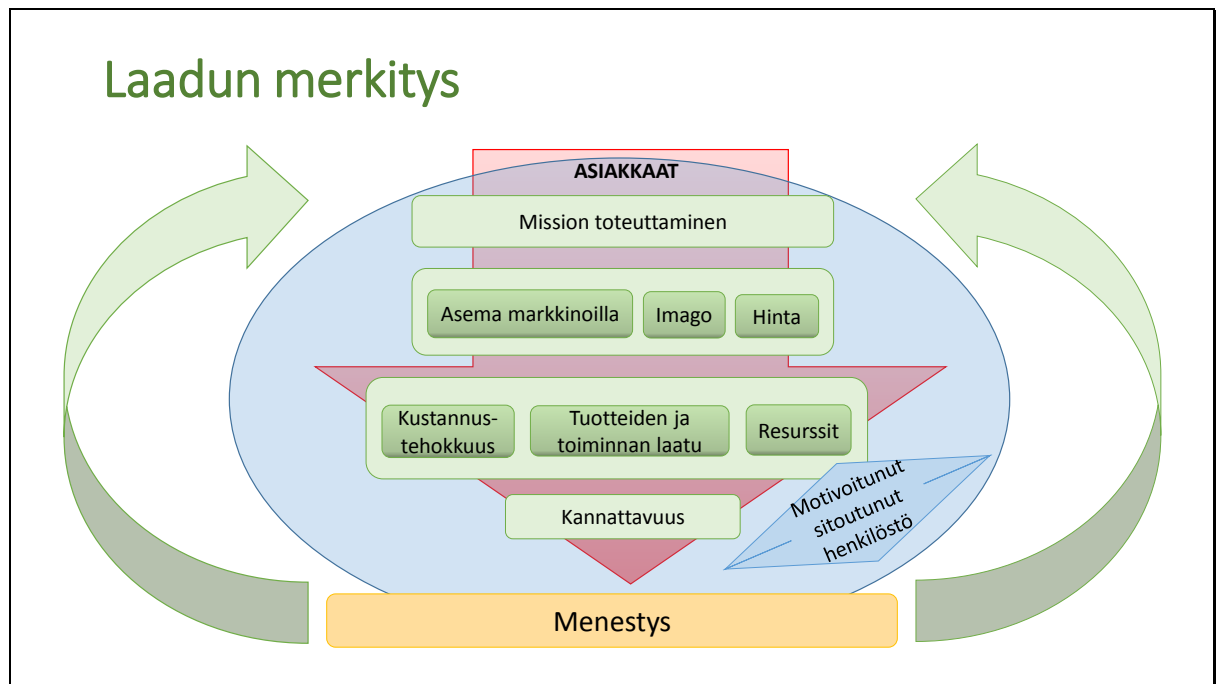 Laadun merkitys
ASIAKKAAT
Mission toteuttaminen
Asema markkinoilla
Imago
Hinta
Kustannus-
tehokkuus
Tuotteiden ja
toiminnan laatu
Resurssit
Motivoitunut
sitoutunut
henkilöstö
Kannattavuus
Menestys